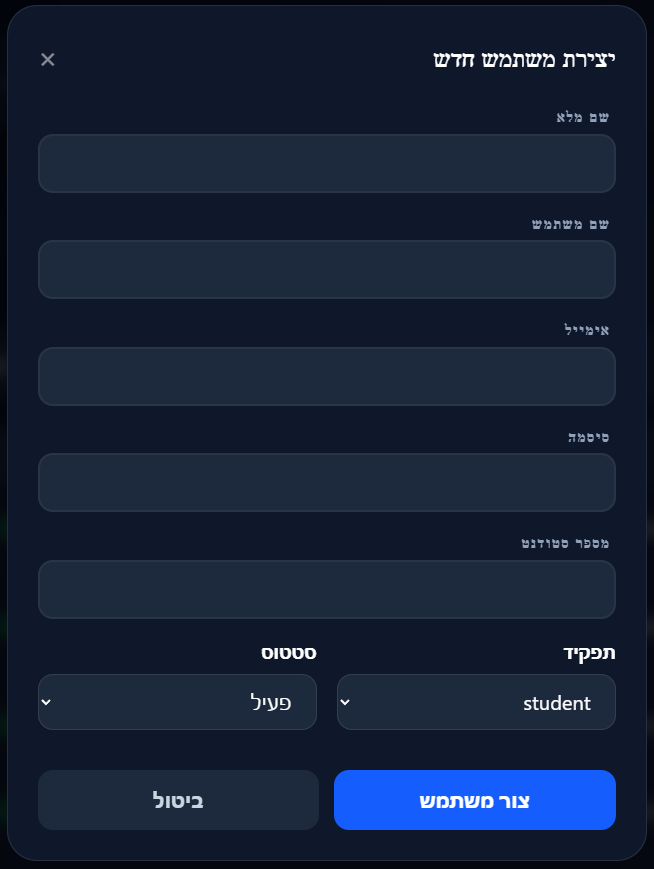 יצירת משתמש חדש ✕
שם מלא
שם משתמש
אימייל
סיסמה
מספר סטודנט
תפקיד סטטוס
student פעיל
צור משתמש ביטול